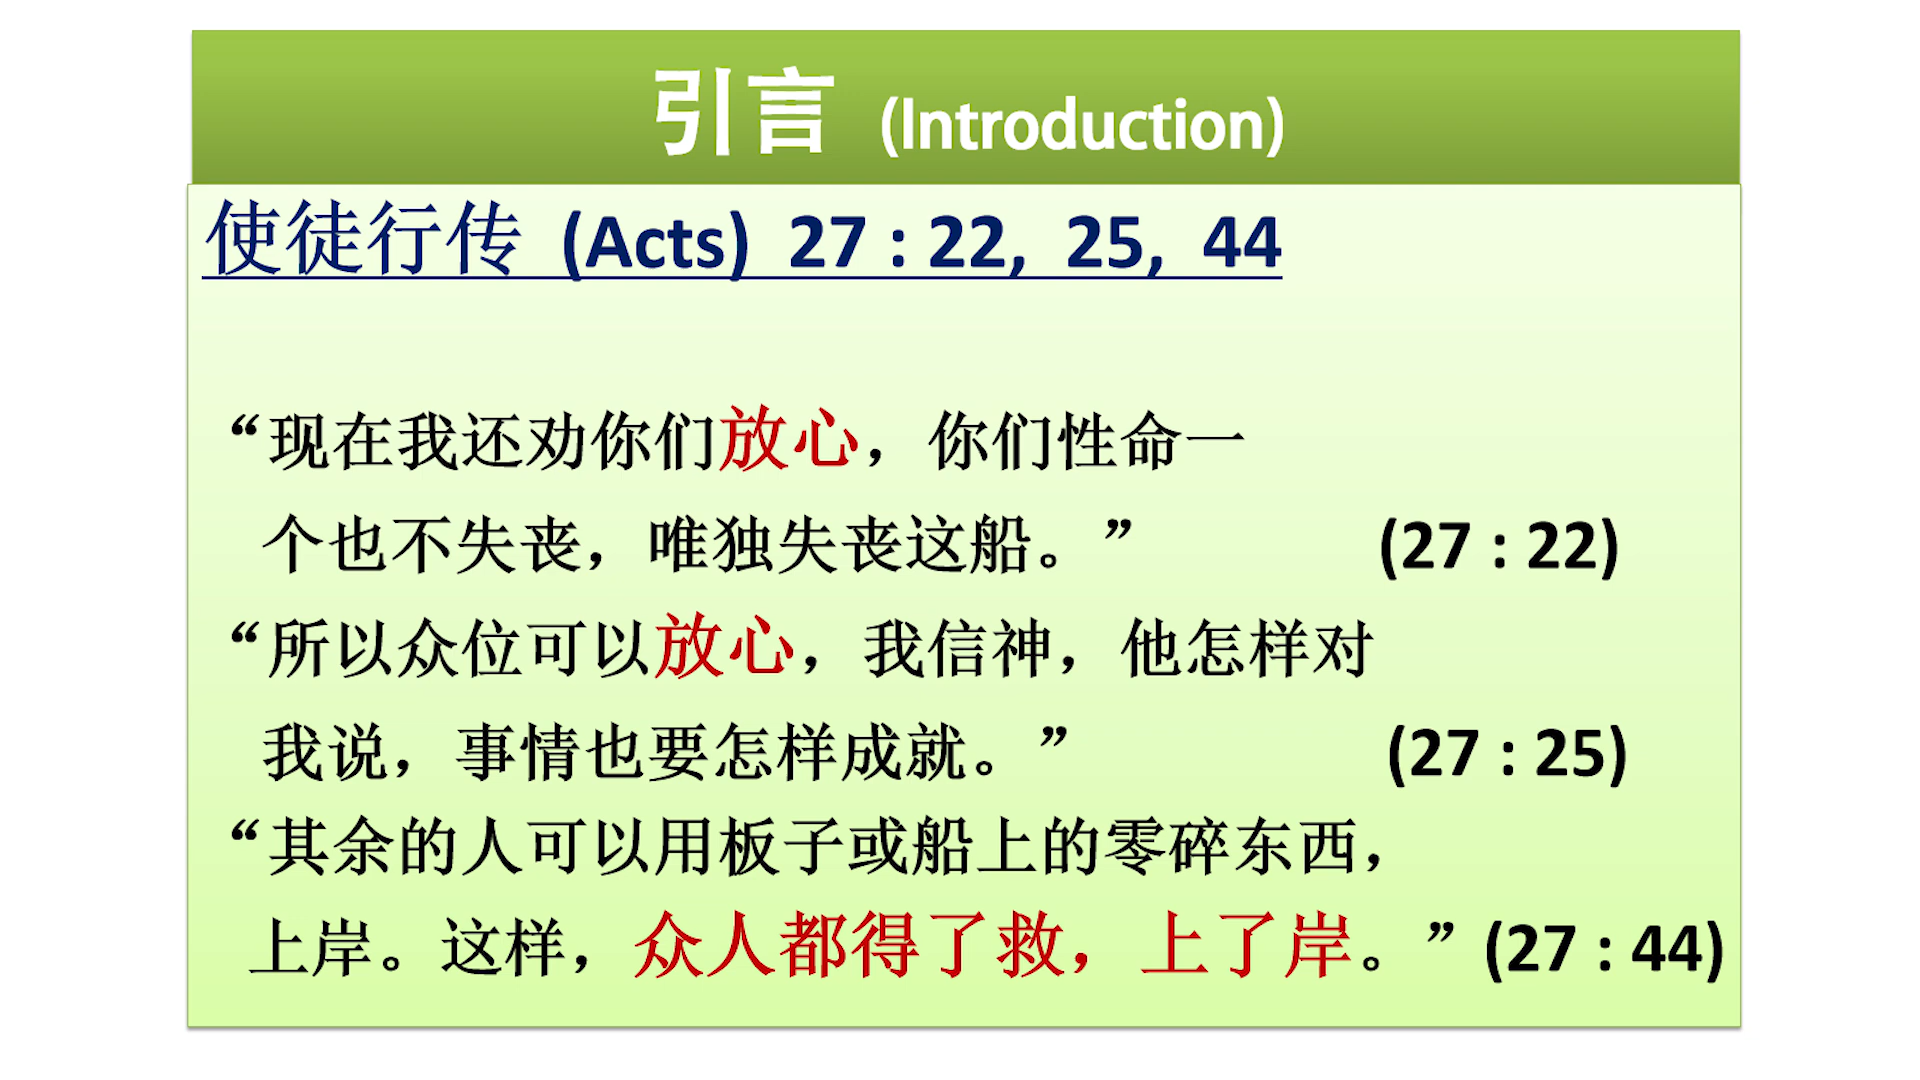 引言 (Introduction)
使徒行传 (Acts) 27 : 22, 25, 44
“现在我还劝你们放心，你们性命一
个也不失丧，唯独失丧这船。” (27 : 22)
“所以众位可以放心，我信神，他怎样对
我说，事情也要怎样成就。” (27 : 25)
“其余的人可以用板子或船上的零碎东西，
上岸。这样，众人都得了救，上了岸。” (27 : 44)